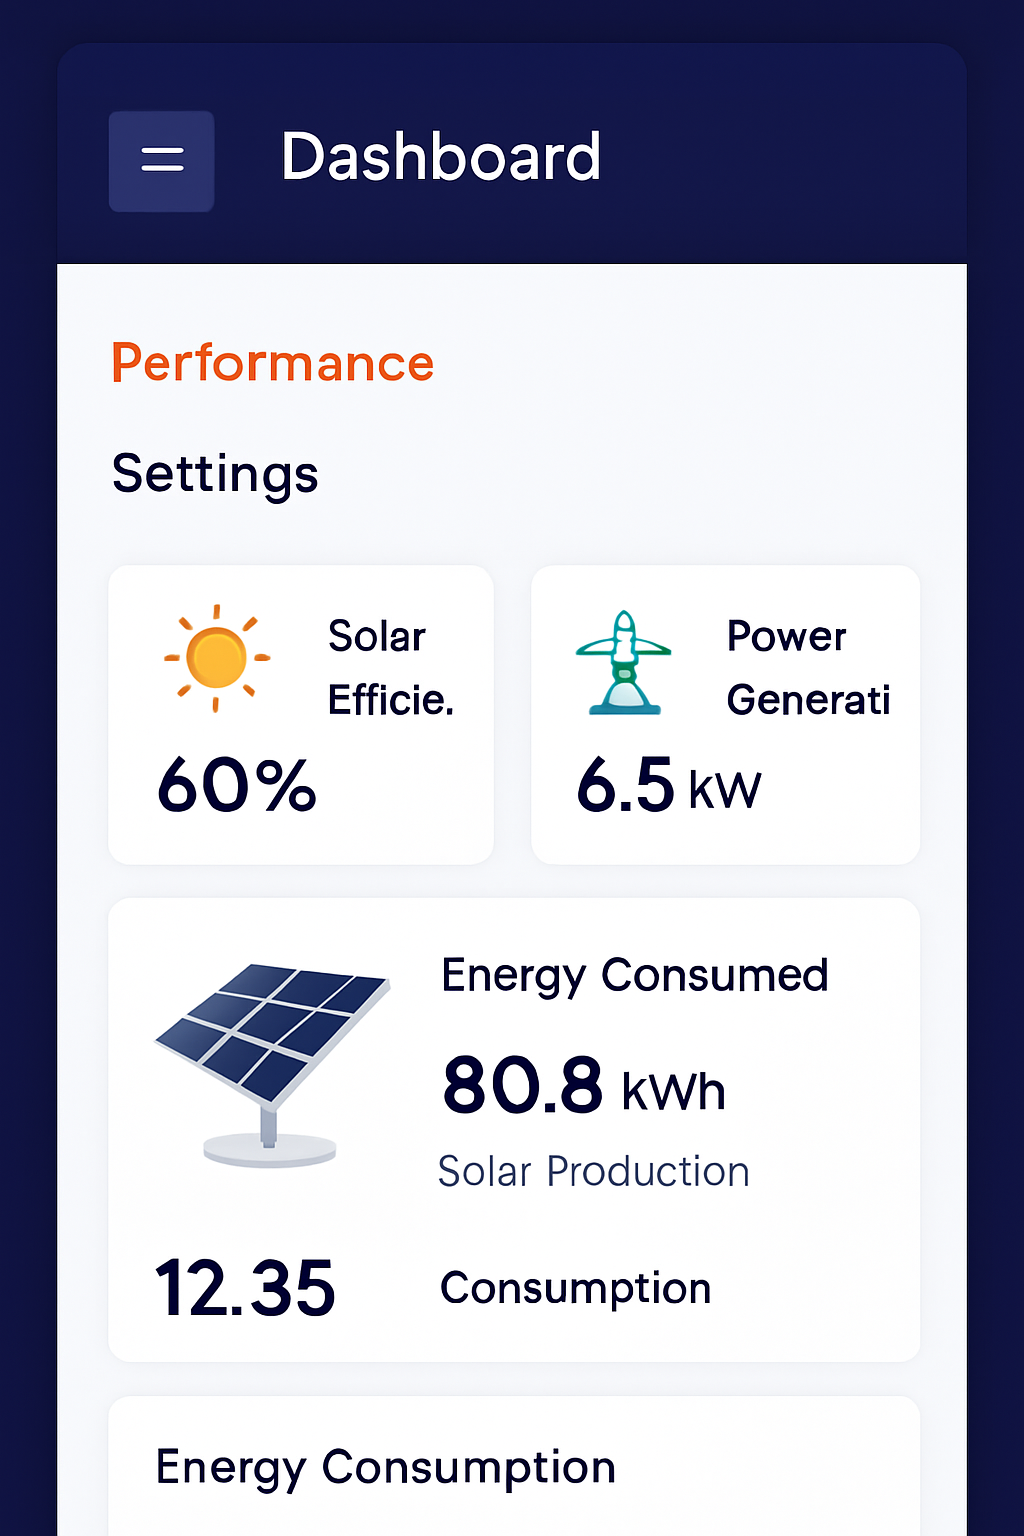 Dashboard
Performance
Settings
Solar
Efficie.
60%
Power
Generati
6.5 kW
Energy Consumed
80.8 kWh
Solar Production
12.35 Consumption
Energy Consumption